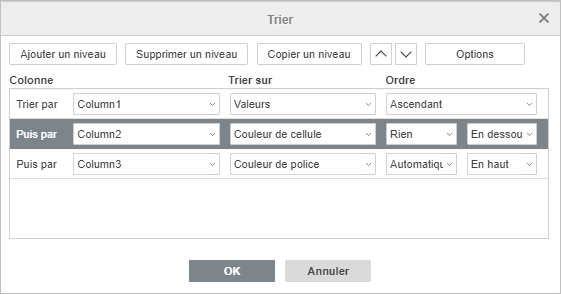 Trier
Ajouter un niveau Supprimer un niveau Copier un niveau Options
Colonne Trier sur Ordre
Trier par Column1 Valeurs Ascendant
Puis par Column2 Couleur de cellule Rien En dessou
Puis par Column3 Couleur de police Automatiqu En haut
OK Annuler